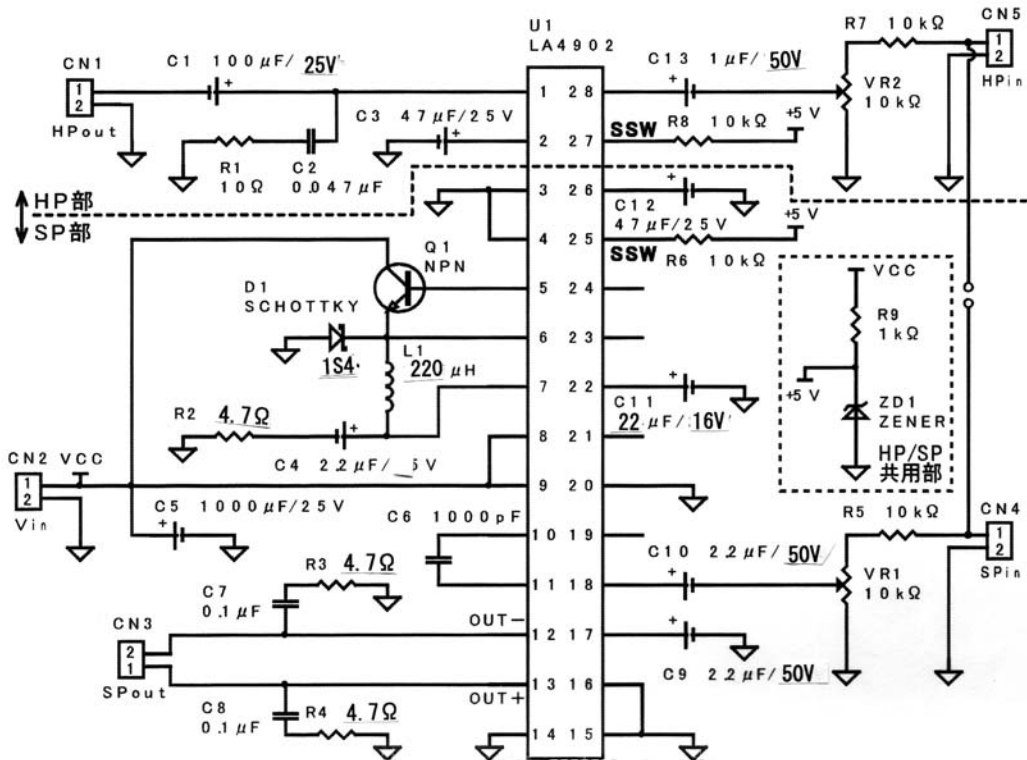 U1
LA4902
CN1
1
2
HPout
C1 100μF/25V
+
R1
10Ω
C2
0.047μF
C3 47μF/25V
+
HP部
SP部
1 28
2 27
3 26
4 25
5 24
6 23
7 22
8 21
9 20
10 19
11 18
12 17
13 16
14 15
C13 1μF/50V
+
R7 10kΩ
CN5
1
2
HPin
VR2
10kΩ
SSW
R8 10kΩ
+5 V
+
C12
47μF/25V
SSW
R6 10kΩ
+5 V
Q1
NPN
D1
SCHOTTKY
1S4
L1
220μH
R2 4.7Ω
+
+
C11
22μF/16V
VCC
R9
1kΩ
+5 V
ZD1
ZENER
HP/SP
共用部
CN2
1
2
Vin
VCC
C5 1000μF/25V
+
C6 1000pF
C7
0.1μF
R3
4.7Ω
CN3
2
1
SPout
OUT−
OUT+
C8
0.1μF
R4 4.7Ω
+
C10 2.2μF/50V
R5 10kΩ
CN4
1
2
SPin
VR1
10kΩ
+
C9 2.2μF/50V
C4 2.2μF/